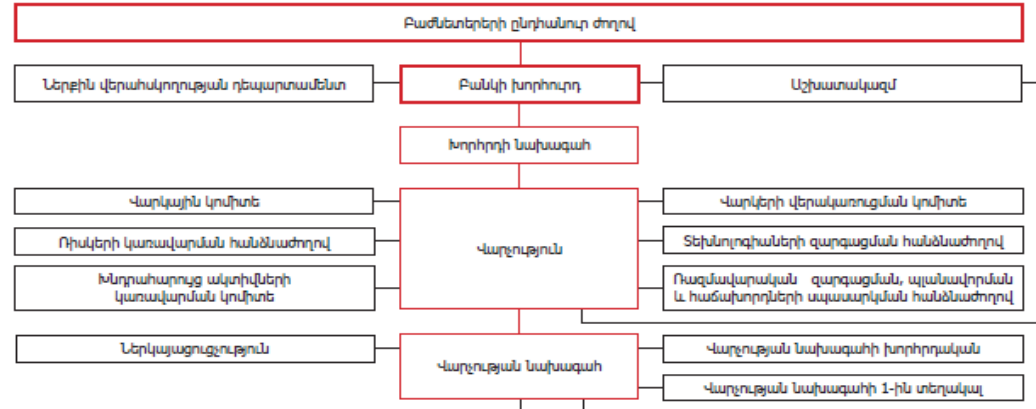 Բաժնետերերի ընդհանուր ժողով
Ներքին վերահսկողության դեպարտամենտ
Բանկի խորհուրդ
Աշխատակազմ
Խորհրդի նախագահ
Վարկային կոմիտե
Վարկերի վերակառուցման կոմիտե
Վարչություն
Ռիսկերի կառավարման հանձնաժողով
Տեխնոլոգիաների զարգացման հանձնաժողով
Խնդրահարույց ակտիվների
կառավարման կոմիտե
Ռազմավարական զարգացման, պլանավորման
և հաճախորդների սպասարկման հանձնաժողով
Ներկայացուցչություն
Վարչության նախագահ
Վարչության նախագահի խորհրդական
Վարչության նախագահի 1-ին տեղակալ